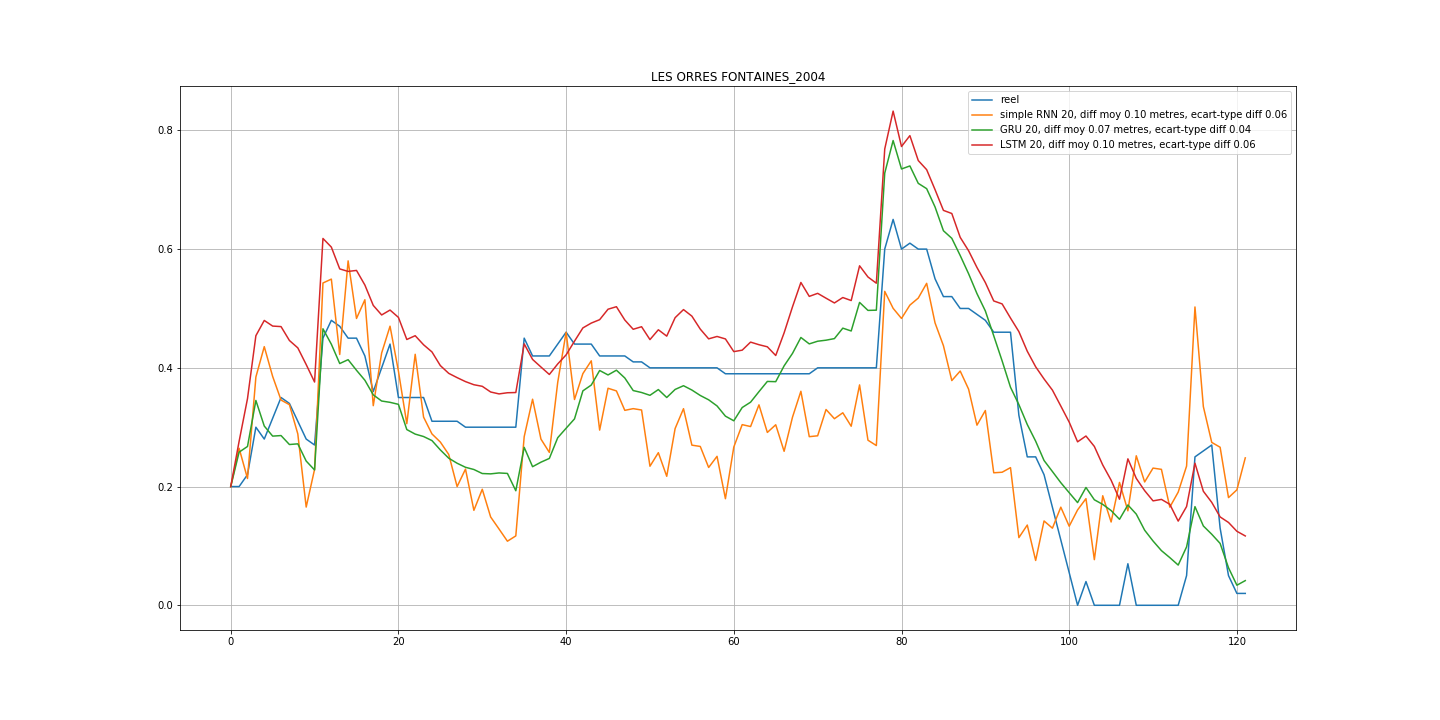 LES ORRES FONTAINES_2004
reel
simple RNN 20, diff moy 0.10 metres, ecart-type diff 0.06
GRU 20, diff moy 0.07 metres, ecart-type diff 0.04
LSTM 20, diff moy 0.10 metres, ecart-type diff 0.06
0.8
0.6
0.4
0.2
0.0
0 20 40 60 80 100 120